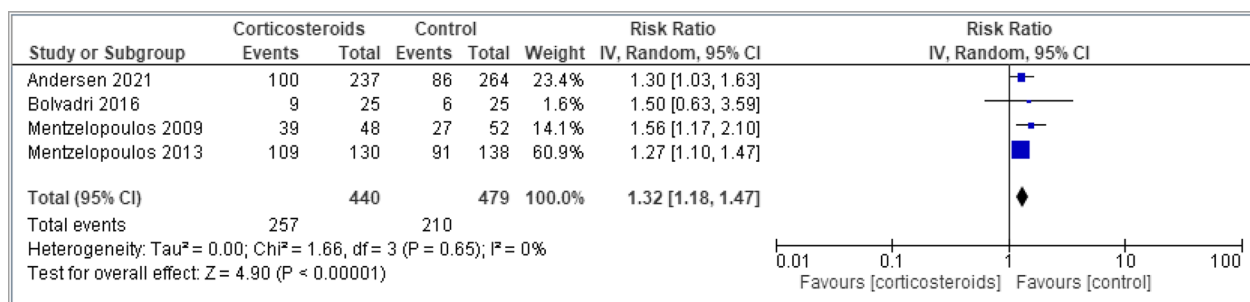 Corticosteroids Control Risk Ratio Risk Ratio
Study or Subgroup Events Total Events Total Weight IV, Random, 95% CI IV, Random, 95% CI
Andersen 2021 100 237 86 264 23.4% 1.30 [1.03, 1.63]
Bolvadri 2016 9 25 6 25 1.6% 1.50 [0.63, 3.59]
Mentzelopoulos 2009 39 48 27 52 14.1% 1.56 [1.17, 2.10]
Mentzelopoulos 2013 109 130 91 138 60.9% 1.27 [1.10, 1.47]
Total (95% CI) 440 479 100.0% 1.32 [1.18, 1.47]
Total events 257 210
Heterogeneity: Tau² = 0.00; Chi² = 1.66, df = 3 (P = 0.65); I² = 0%
Test for overall effect: Z = 4.90 (P < 0.00001)
0.01 0.1 1 10 100
Favours [corticosteroids] Favours [control]